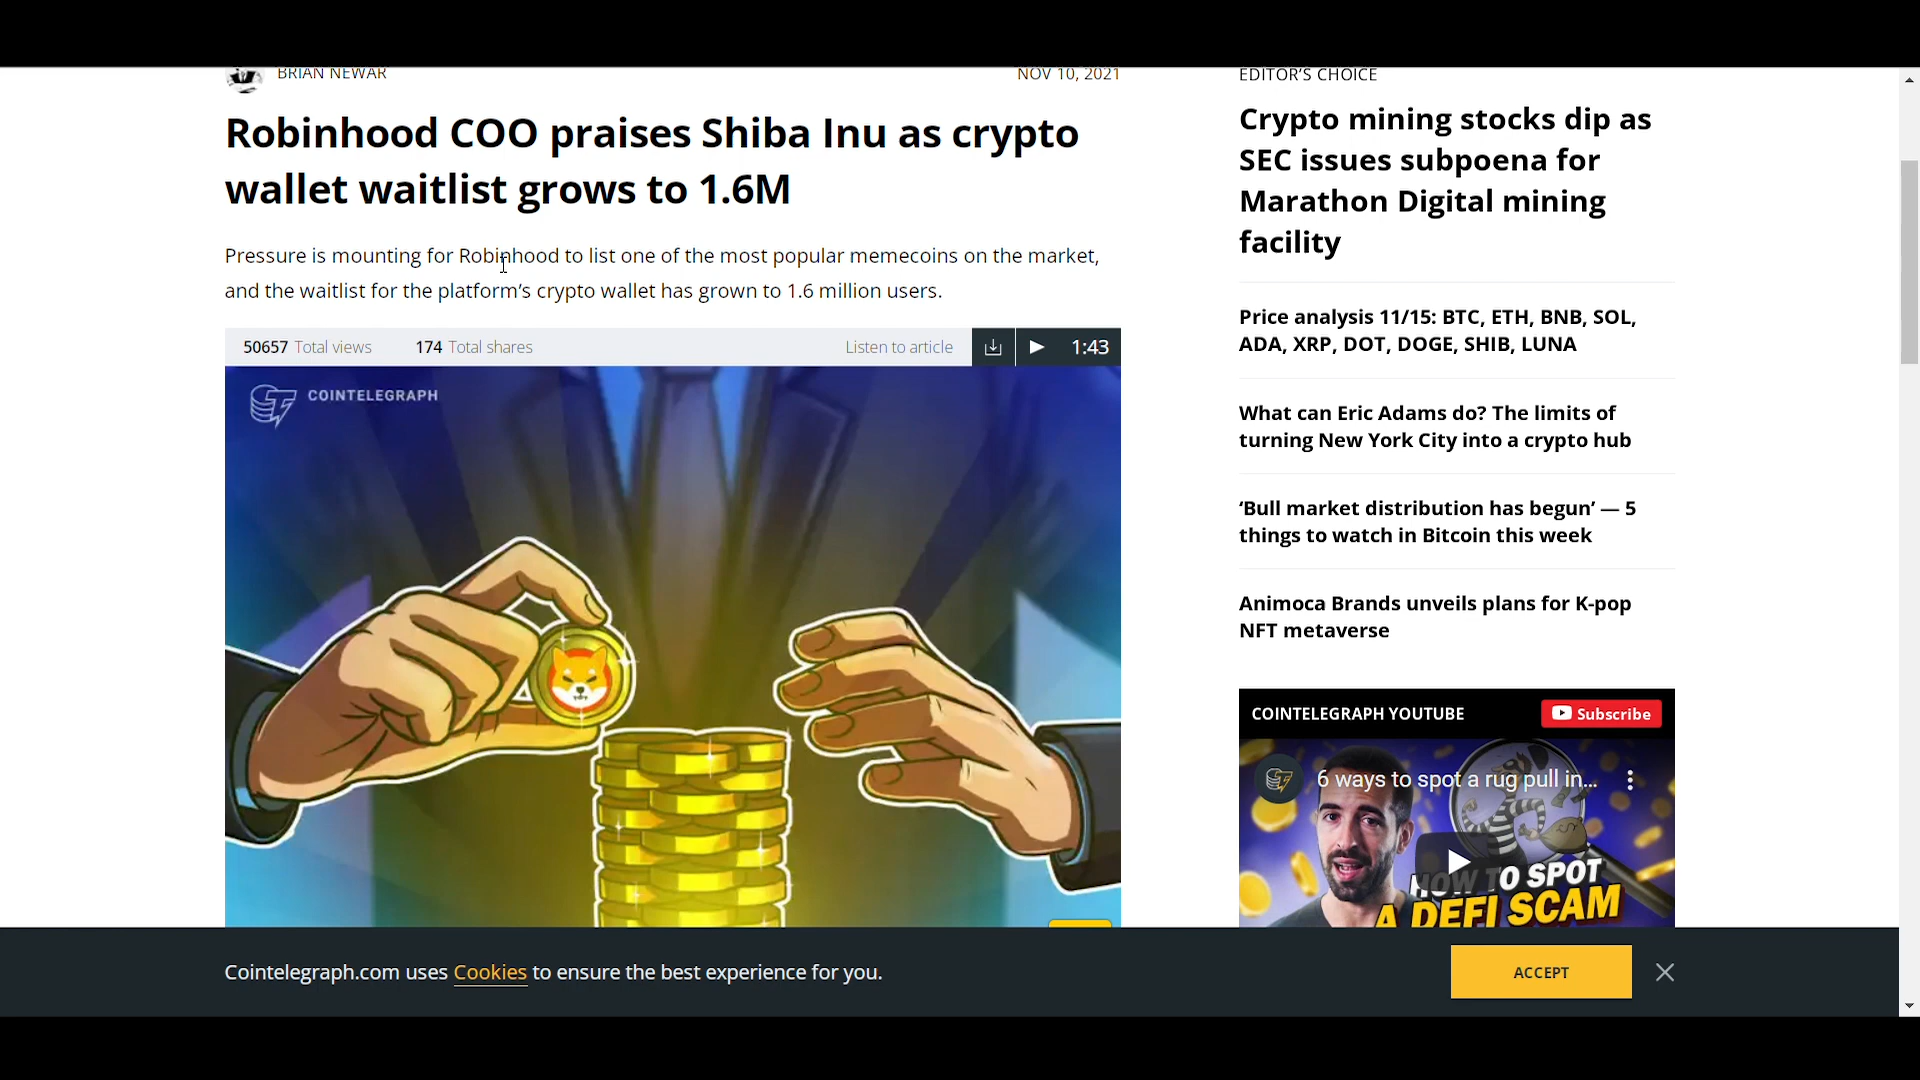 BRIAN NEWAR
NOV 10, 2021
Robinhood COO praises Shiba Inu as crypto
wallet waitlist grows to 1.6M
Pressure is mounting for Robinhood to list one of the most popular memecoins on the market,
and the waitlist for the platform’s crypto wallet has grown to 1.6 million users.
50657 Total views 174 Total shares Listen to article 1:43
COINTELEGRAPH
EDITOR’S CHOICE
Crypto mining stocks dip as
SEC issues subpoena for
Marathon Digital mining
facility
Price analysis 11/15: BTC, ETH, BNB, SOL,
ADA, XRP, DOT, DOGE, SHIB, LUNA
What can Eric Adams do? The limits of
turning New York City into a crypto hub
‘Bull market distribution has begun’ — 5
things to watch in Bitcoin this week
Animoca Brands unveils plans for K-pop
NFT metaverse
COINTELEGRAPH YOUTUBE Subscribe
6 ways to spot a rug pull in...
HOW TO SPOT
A DEFI SCAM
Cointelegraph.com uses Cookies to ensure the best experience for you.
ACCEPT